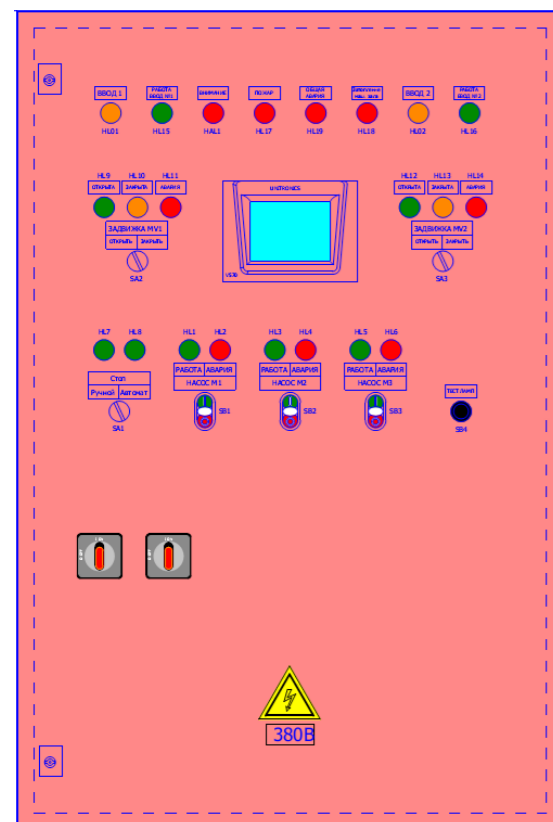 ВВОД 1
РАБОТА
ВВОД №1
ВНИМАНИЕ
ПОЖАР
ОБЩАЯ
АВАРИЯ
ВВОД 2
РАБОТА
ВВОД №2
HL01
HL15
HAL1
HL17
HL19
HL18
HL02
HL16
HL9
HL10
HL11
ОТКРЫТА
ЗАКРЫТА
АВАРИЯ
ЗАДВИЖКА MV1
ОТКРЫТЬ
ЗАКРЫТЬ
SA2
UNITRONICS
V570
HL12
HL13
HL14
ОТКРЫТА
ЗАКРЫТА
АВАРИЯ
ЗАДВИЖКА MV2
ОТКРЫТЬ
ЗАКРЫТЬ
SA3
HL7
HL8
Стоп
Ручной
Автомат
SA1
HL1
HL2
РАБОТА
АВАРИЯ
НАСОС М1
SB1
HL3
HL4
РАБОТА
АВАРИЯ
НАСОС М2
SB2
HL5
HL6
РАБОТА
АВАРИЯ
НАСОС М3
SB3
ТЕСТ ЛАМП
SB4
380В